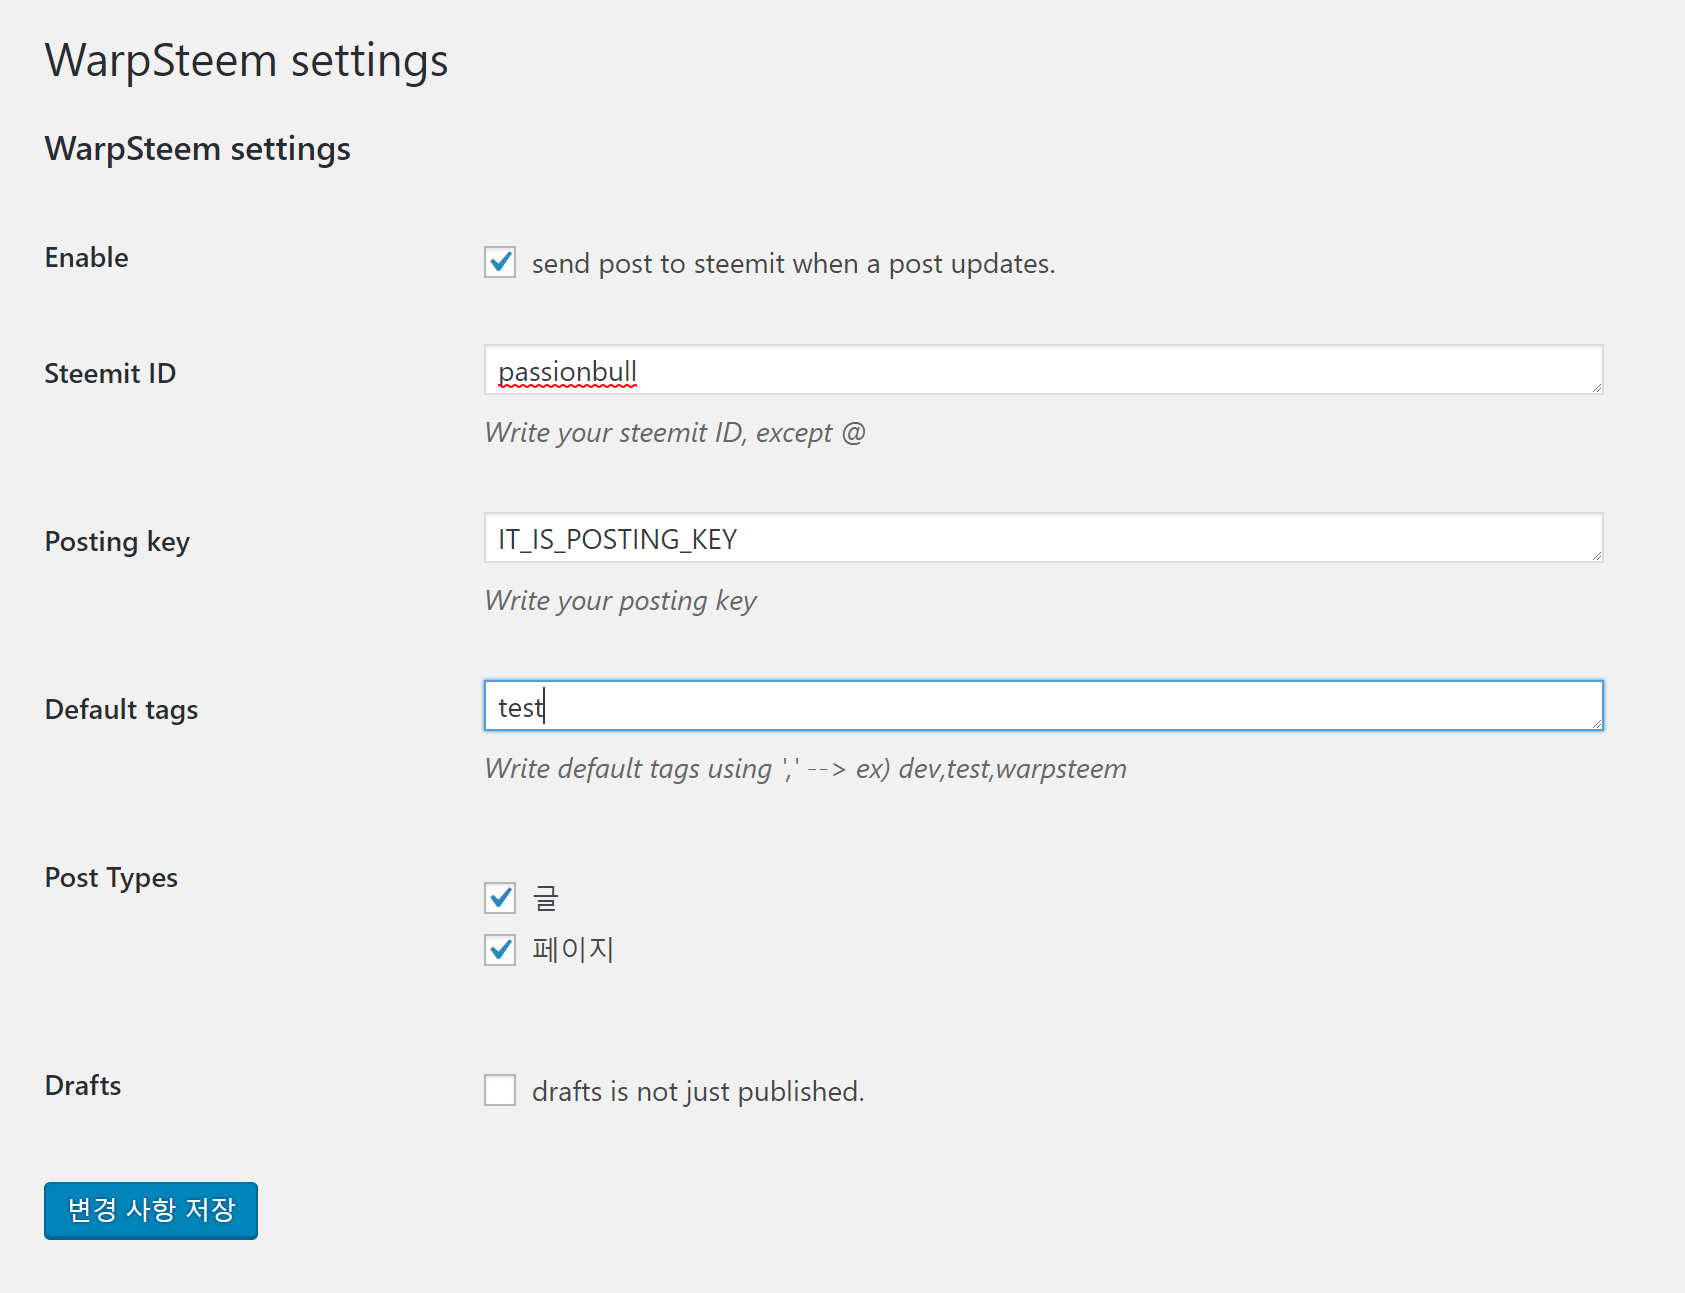 WarpSteem settings
WarpSteem settings
Enable
send post to steemit when a post updates.
Steemit ID
passionbull
Write your steemit ID, except @
Posting key
IT_IS_POSTING_KEY
Write your posting key
Default tags
test
Write default tags using ',' --> ex) dev,test,warpsteem
Post Types
글
페이지
Drafts
drafts is not just published.
변경 사항 저장